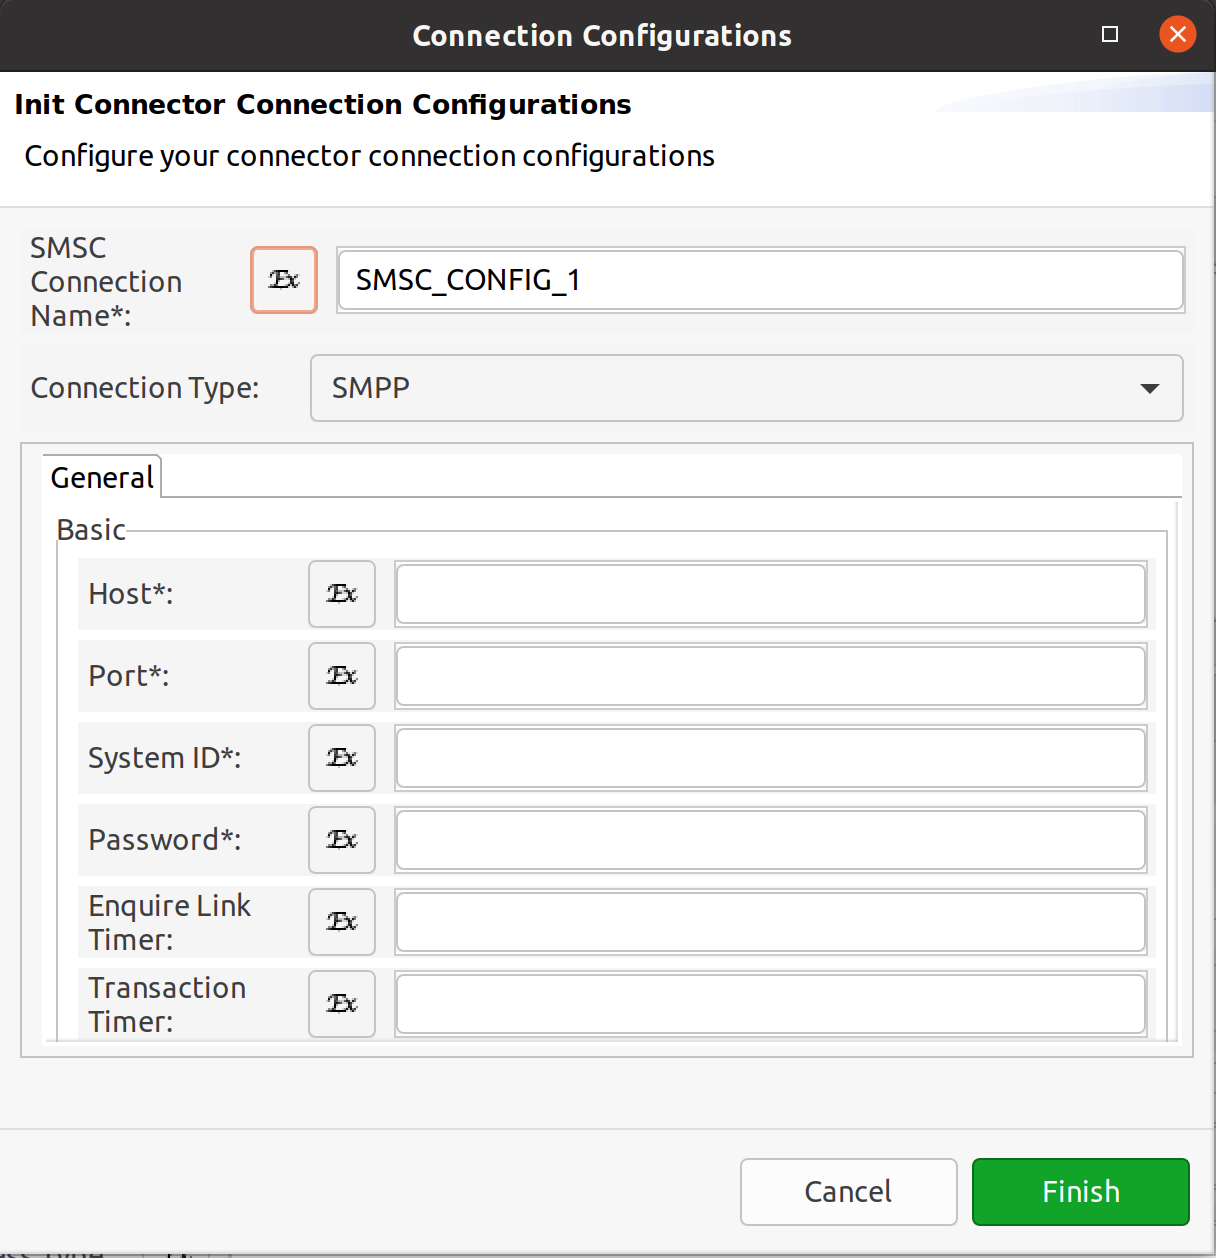 Connection Configurations
Init Connector Connection Configurations
Configure your connector connection configurations
SMSC
Connection
Name*:
Ex
SMSC_CONFIG_1
Connection Type:
SMPP
General
Basic
Host*:
Ex
Port*:
Ex
System ID*:
Ex
Password*:
Ex
Enquire Link
Timer:
Ex
Transaction
Timer:
Ex
Cancel
Finish